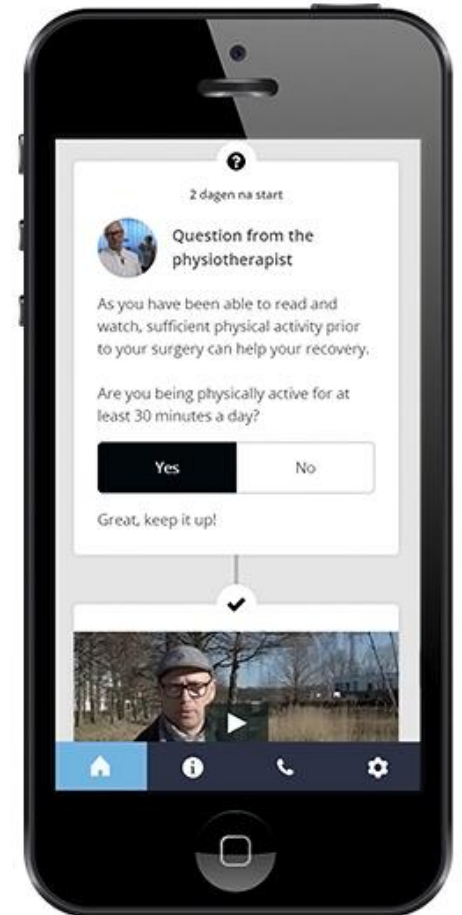 2 dagen na start
Question from the
physiotherapist
As you have been able to read and
watch, sufficient physical activity prior
to your surgery can help your recovery.
Are you being physically active for at
least 30 minutes a day?
Yes No
Great, keep it up!